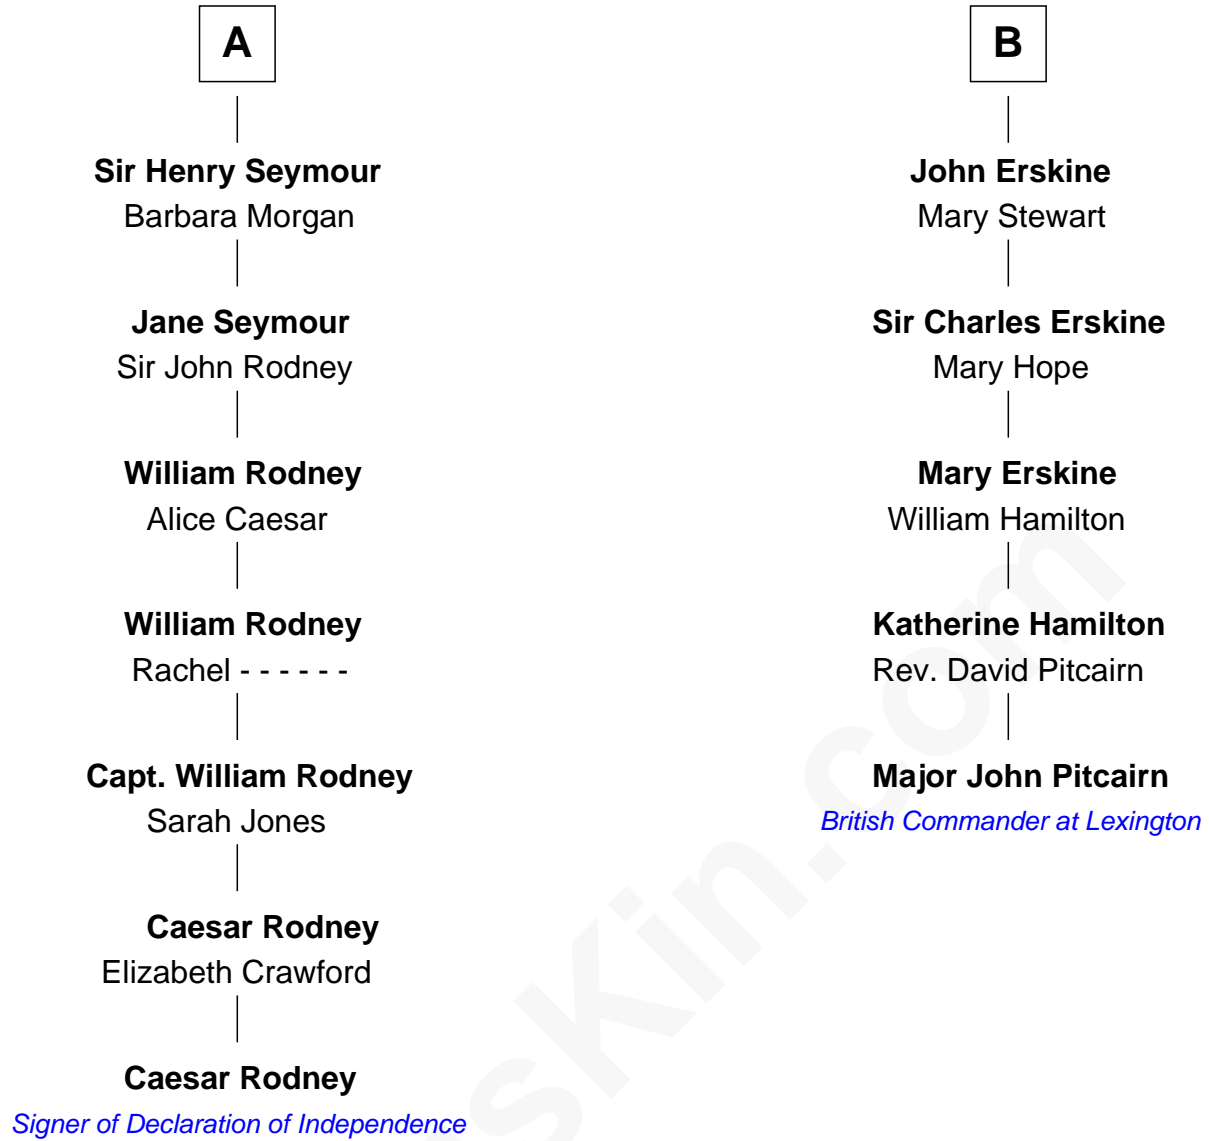 A
Sir Henry Seymour
Barbara Morgan
Jane Seymour
Sir John Rodney
William Rodney
Alice Caesar
William Rodney
Rachel - - - - - -
Capt. William Rodney
Sarah Jones
Caesar Rodney
Elizabeth Crawford
Caesar Rodney
Signer of Declaration of Independence
B
John Erskine
Mary Stewart
Sir Charles Erskine
Mary Hope
Mary Erskine
William Hamilton
Katherine Hamilton
Rev. David Pitcairn
Major John Pitcairn
British Commander at Lexington
sKin.com